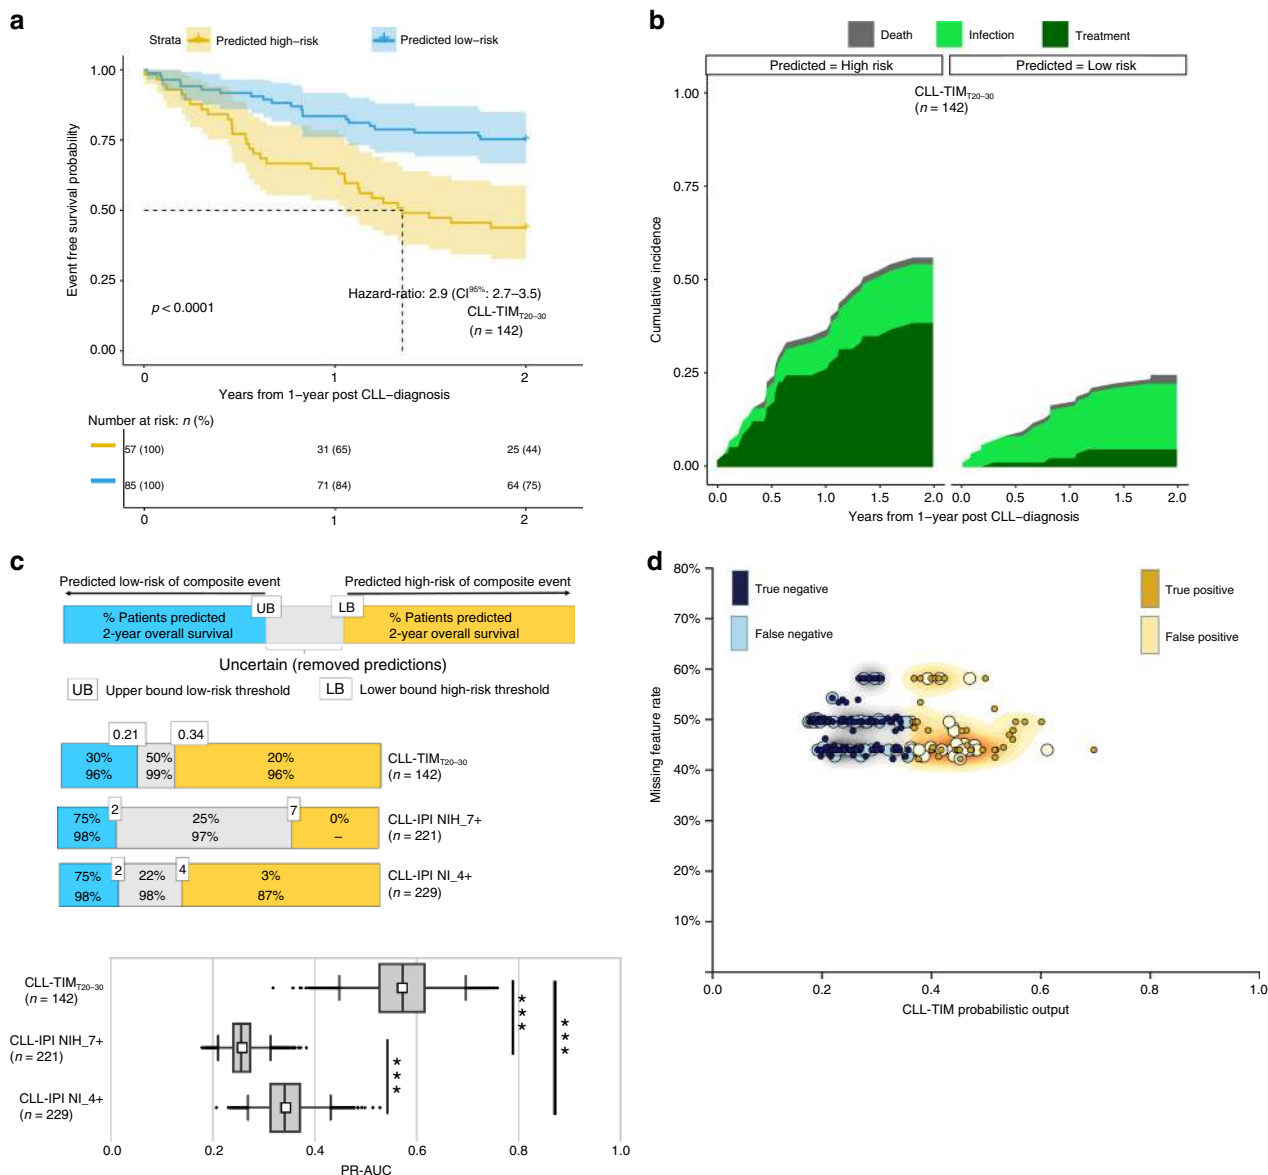 a
Strata Predicted high–risk Predicted low–risk
Event free survival probability
1.00
0.75
0.50
0.25
0.00
p < 0.0001
Hazard-ratio: 2.9 (CI95%: 2.7–3.5)
CLL-TIMT20–30
(n = 142)
0 1 2
Years from 1–year post CLL–diagnosis
Number at risk: n (%)
57 (100) 31 (65) 25 (44)
85 (100) 71 (84) 64 (75)
0 1 2
b
Death Infection Treatment
Predicted = High risk Predicted = Low risk
CLL-TIMT20–30
(n = 142)
Cumulative incidence
1.00
0.75
0.50
0.25
0.00
0.0 0.5 1.0 1.5 2.0 0.0 0.5 1.0 1.5 2.0
Years from 1–year post CLL–diagnosis
c
Predicted low-risk of composite event Predicted high-risk of composite event
UB LB
% Patients predicted
2-year overall survival
% Patients predicted
2-year overall survival
Uncertain (removed predictions)
UB Upper bound low-risk threshold LB Lower bound high-risk threshold
0.21 0.34
30% 50% 20%
96% 99% 96%
CLL-TIMT20–30
(n = 142)
2 7
75% 25% 0%
98% 97% –
CLL-IPI NIH_7+
(n = 221)
2 4
75% 22% 3%
98% 98% 87%
CLL-IPI NI_4+
(n = 229)
CLL-TIMT20–30
(n = 142)
CLL-IPI NIH_7+
(n = 221)
CLL-IPI NI_4+
(n = 229)
***
***
***
0.0 0.2 0.4 0.6 0.8 1.0
PR-AUC
d
True negative
False negative
True positive
False positive
Missing feature rate
80%
70%
60%
50%
40%
30%
20%
10%
0.0 0.2 0.4 0.6 0.8 1.0
CLL-TIM probabilistic output